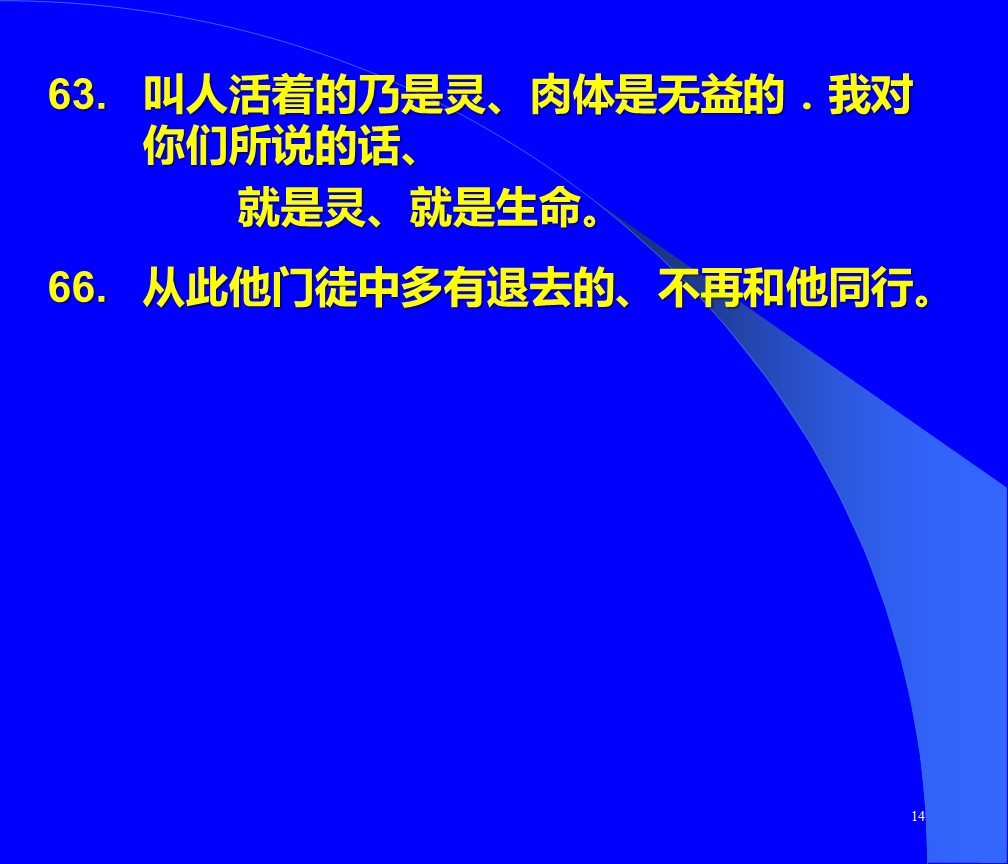 63. 叫人活着的乃是灵、肉体是无益的．我对
你们所说的话、
就是灵、就是生命。
66. 从此他门徒中多有退去的、不再和他同行。
14